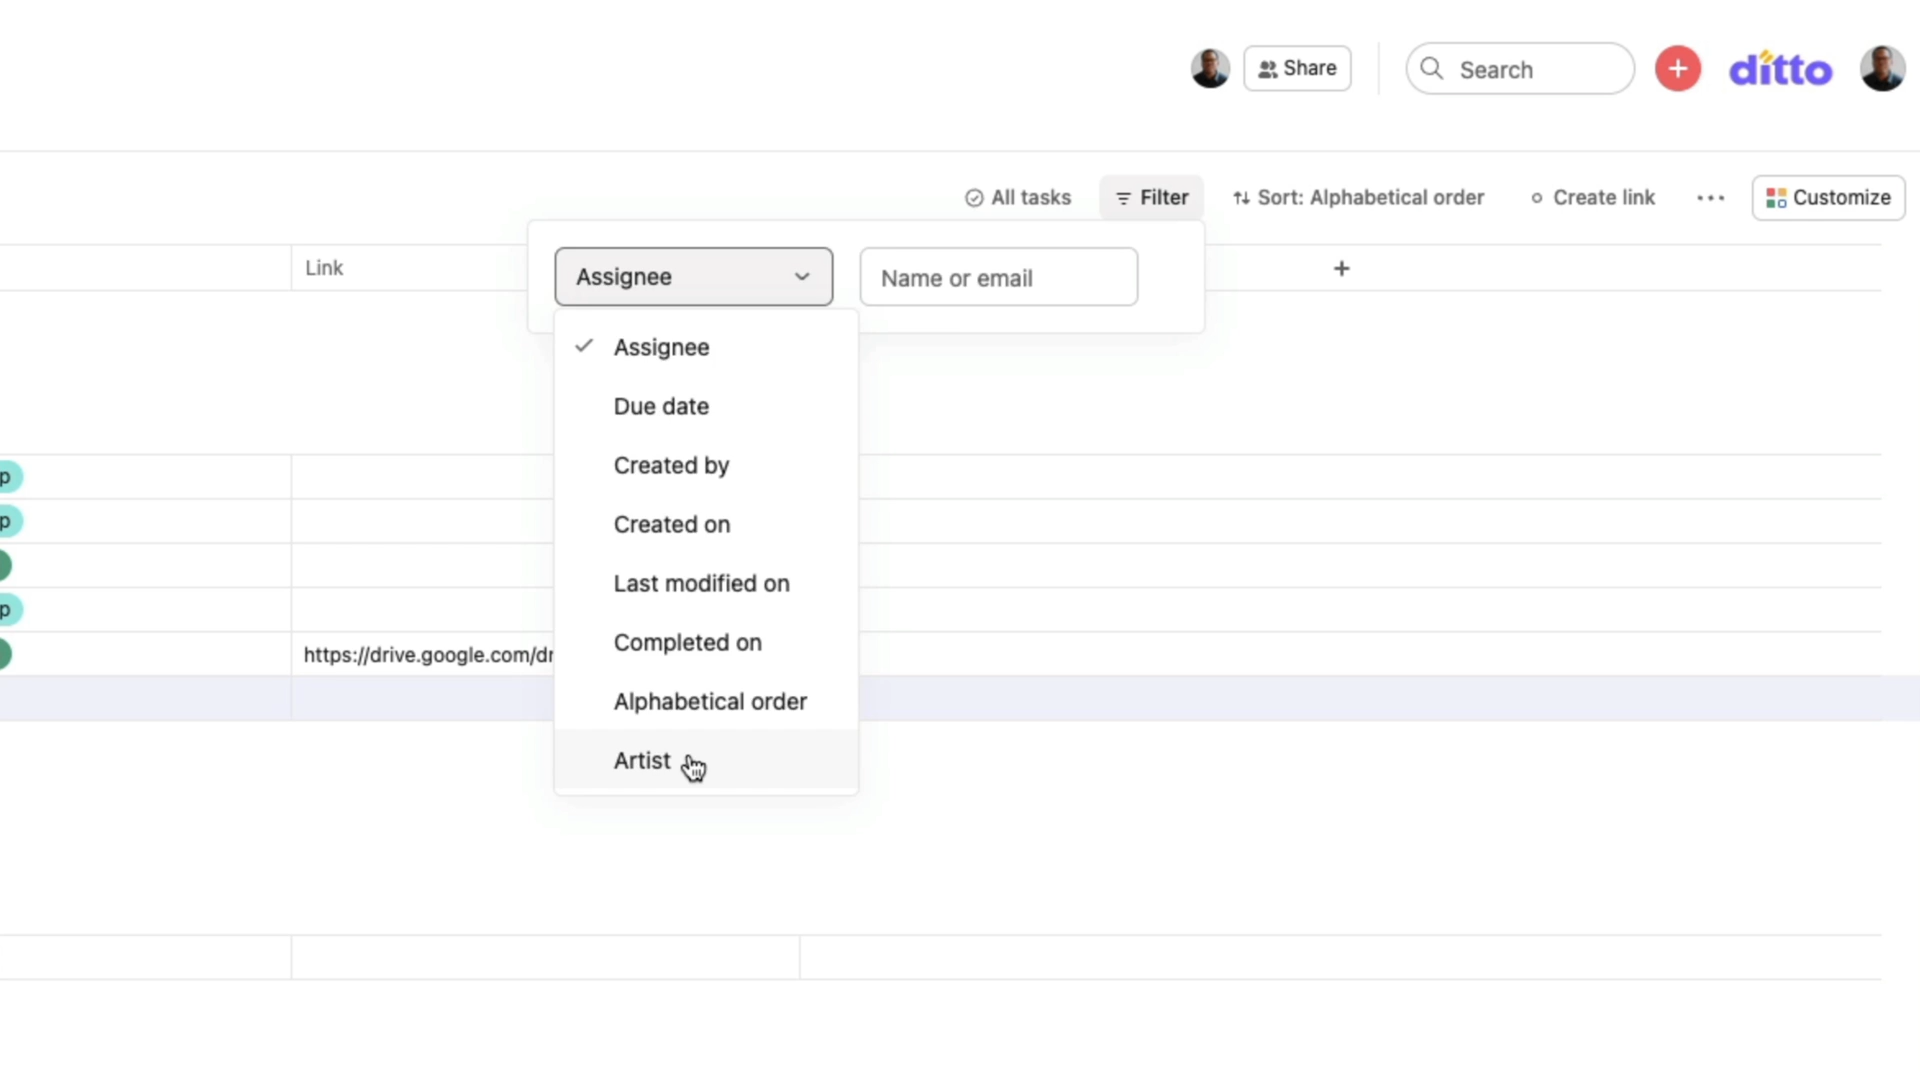 Share
Search
ditto
All tasks
Filter
Sort: Alphabetical order
Create link
Customize
Link
Assignee
Name or email
Assignee
Due date
Created by
Created on
Last modified on
Completed on
Alphabetical order
Artist
p
p
p
https://drive.google.com/dr